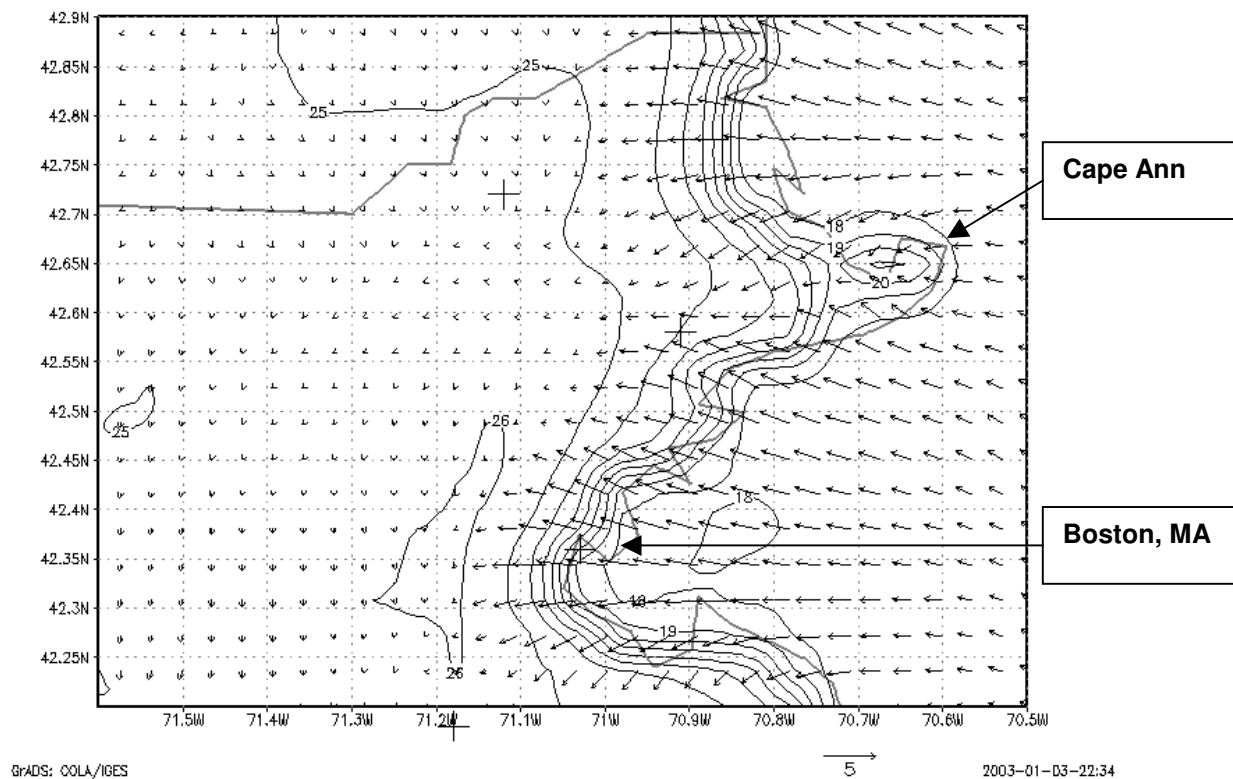 42.9N
42.85N
42.8N
42.75N
42.7N
42.65N
42.6N
42.55N
42.5N
42.45N
42.4N
42.35N
42.3N
42.25N
25
25
18
19
20
25
26
18
18
19
26
Cape Ann
Boston, MA
71.5W 71.4W 71.3W 71.2W 71.1W 71W 70.9W 70.8W 70.7W 70.6W 70.5W
5
GrADS: COLA/IGES 2003-01-03-22:34